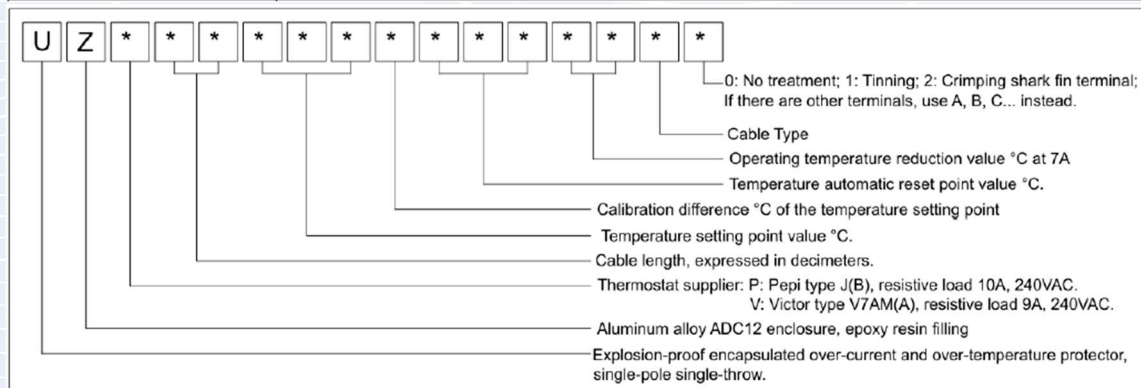 U Z * * * * * * * * * * * * * *
0: No treatment; 1: Tinning; 2: Crimping shark fin terminal;
If there are other terminals, use A, B, C... instead.
Cable Type
Operating temperature reduction value °C at 7A
Temperature automatic reset point value °C.
Calibration difference °C of the temperature setting point
Temperature setting point value °C.
Cable length, expressed in decimeters.
Thermostat supplier: P: Pepi type J(B), resistive load 10A, 240VAC.
V: Victor type V7AM(A), resistive load 9A, 240VAC.
Aluminum alloy ADC12 enclosure, epoxy resin filling
Explosion-proof encapsulated over-current and over-temperature protector,
single-pole single-throw.